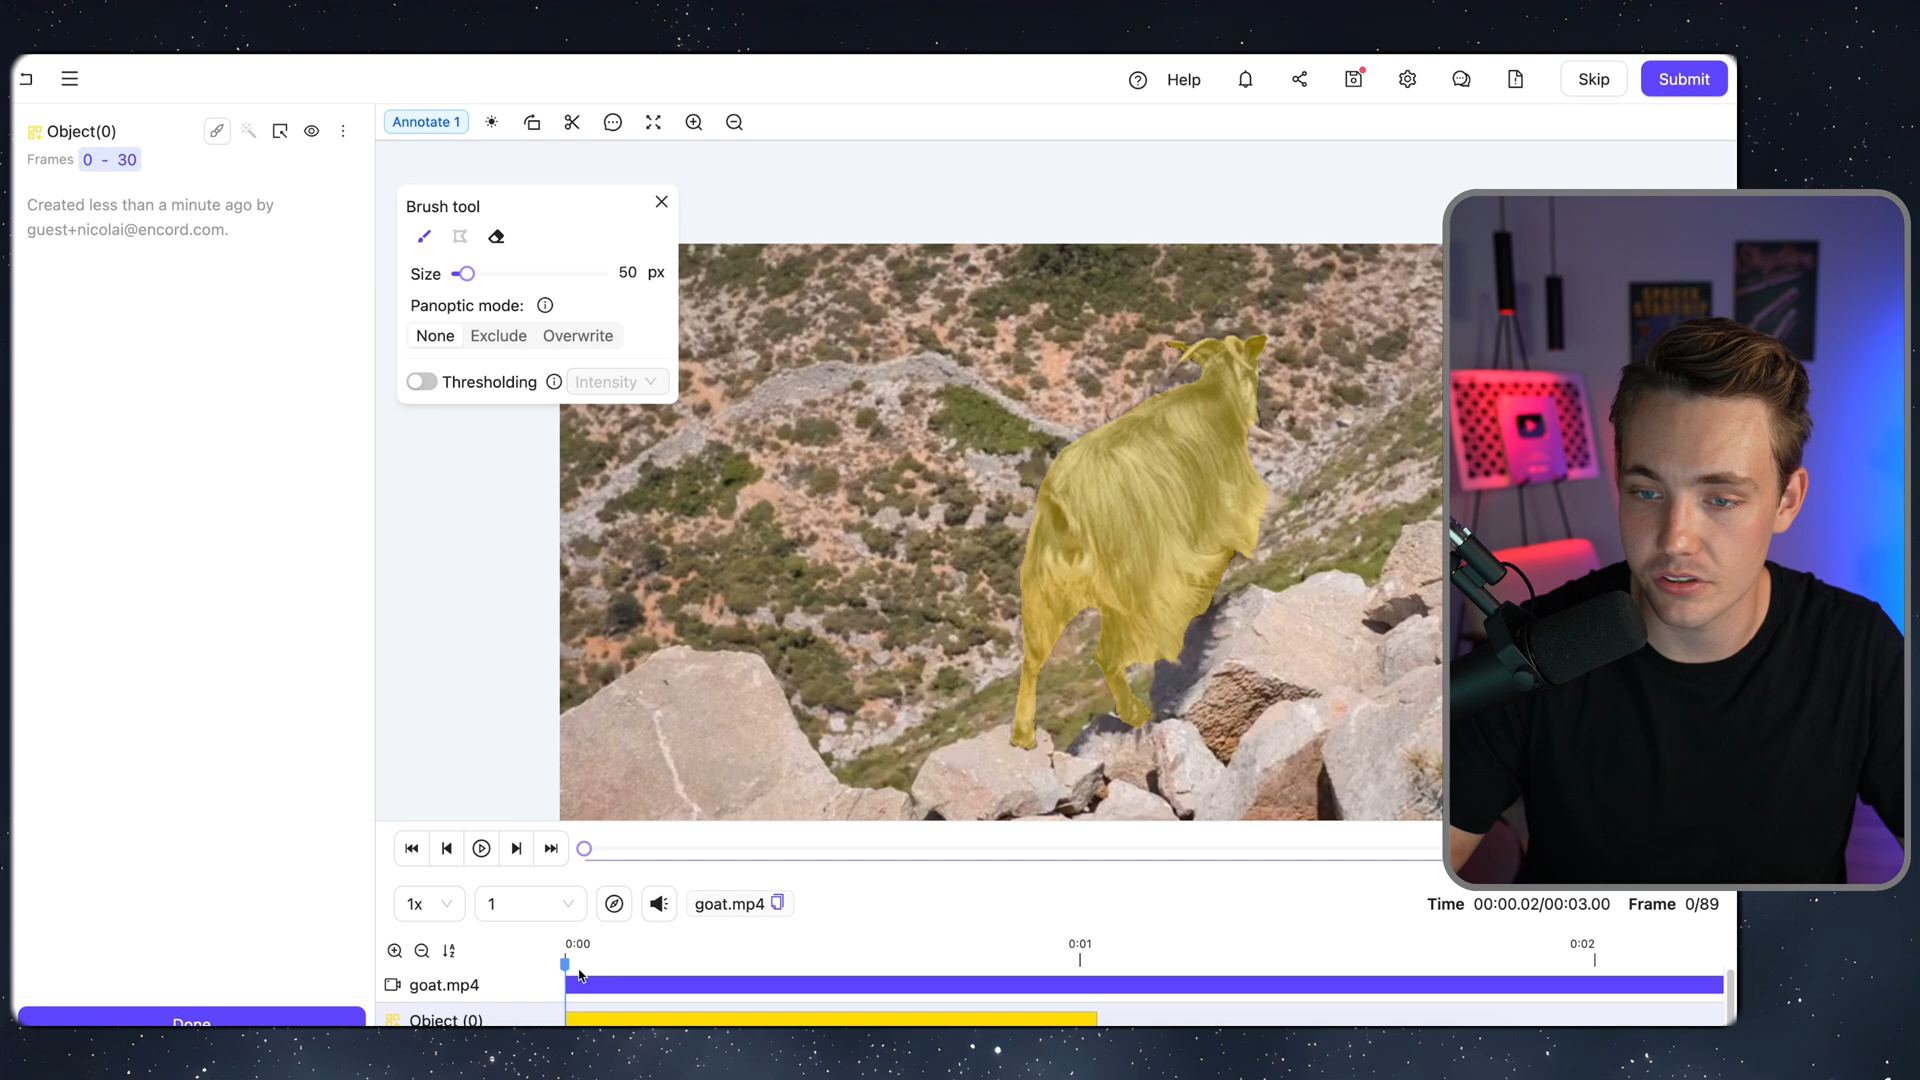 Help
Skip
Submit
Object(0)
Frames 0 - 30
Created less than a minute ago by
guest+nicolai@encord.com.
Annotate 1
Brush tool
Size 50 px
Panoptic mode:
None Exclude Overwrite
Thresholding Intensity
1x
1
goat.mp4
Time 00:00.02/00:03.00 Frame 0/89
0:00 0:01 0:02
goat.mp4
Object (0)
Done